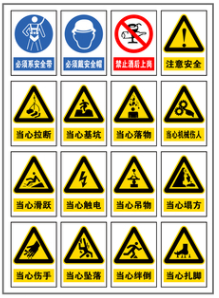 必须系安全带
必须戴安全帽
禁止酒后上岗
注意安全
当心拉断
当心基坑
当心落物
当心机械伤人
当心滑跌
当心触电
当心吊物
当心塌方
当心伤手
当心坠落
当心绊倒
当心扎脚